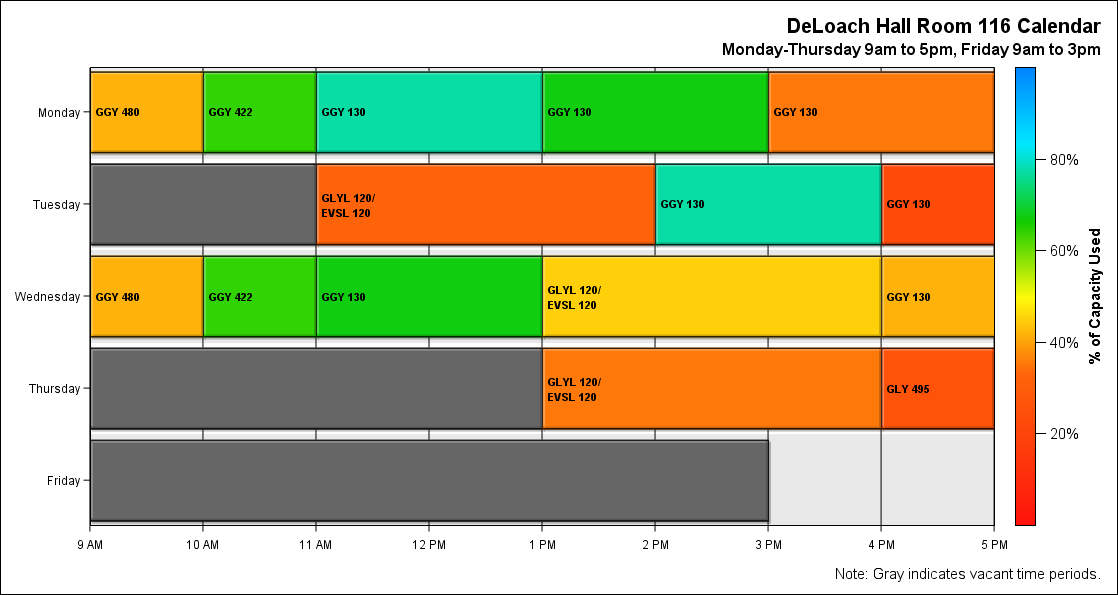 DeLoach Hall Room 116 Calendar
Monday-Thursday 9am to 5pm, Friday 9am to 3pm
Monday
GGY 480
GGY 422
GGY 130
GGY 130
GGY 130
Tuesday
GLYL 120/
EVSL 120
GGY 130
GGY 130
Wednesday
GGY 480
GGY 422
GGY 130
GLYL 120/
EVSL 120
GGY 130
Thursday
GLYL 120/
EVSL 120
GLY 495
Friday
9 AM
10 AM
11 AM
12 PM
1 PM
2 PM
3 PM
4 PM
5 PM
80%
60%
40%
20%
% of Capacity Used
Note: Gray indicates vacant time periods.